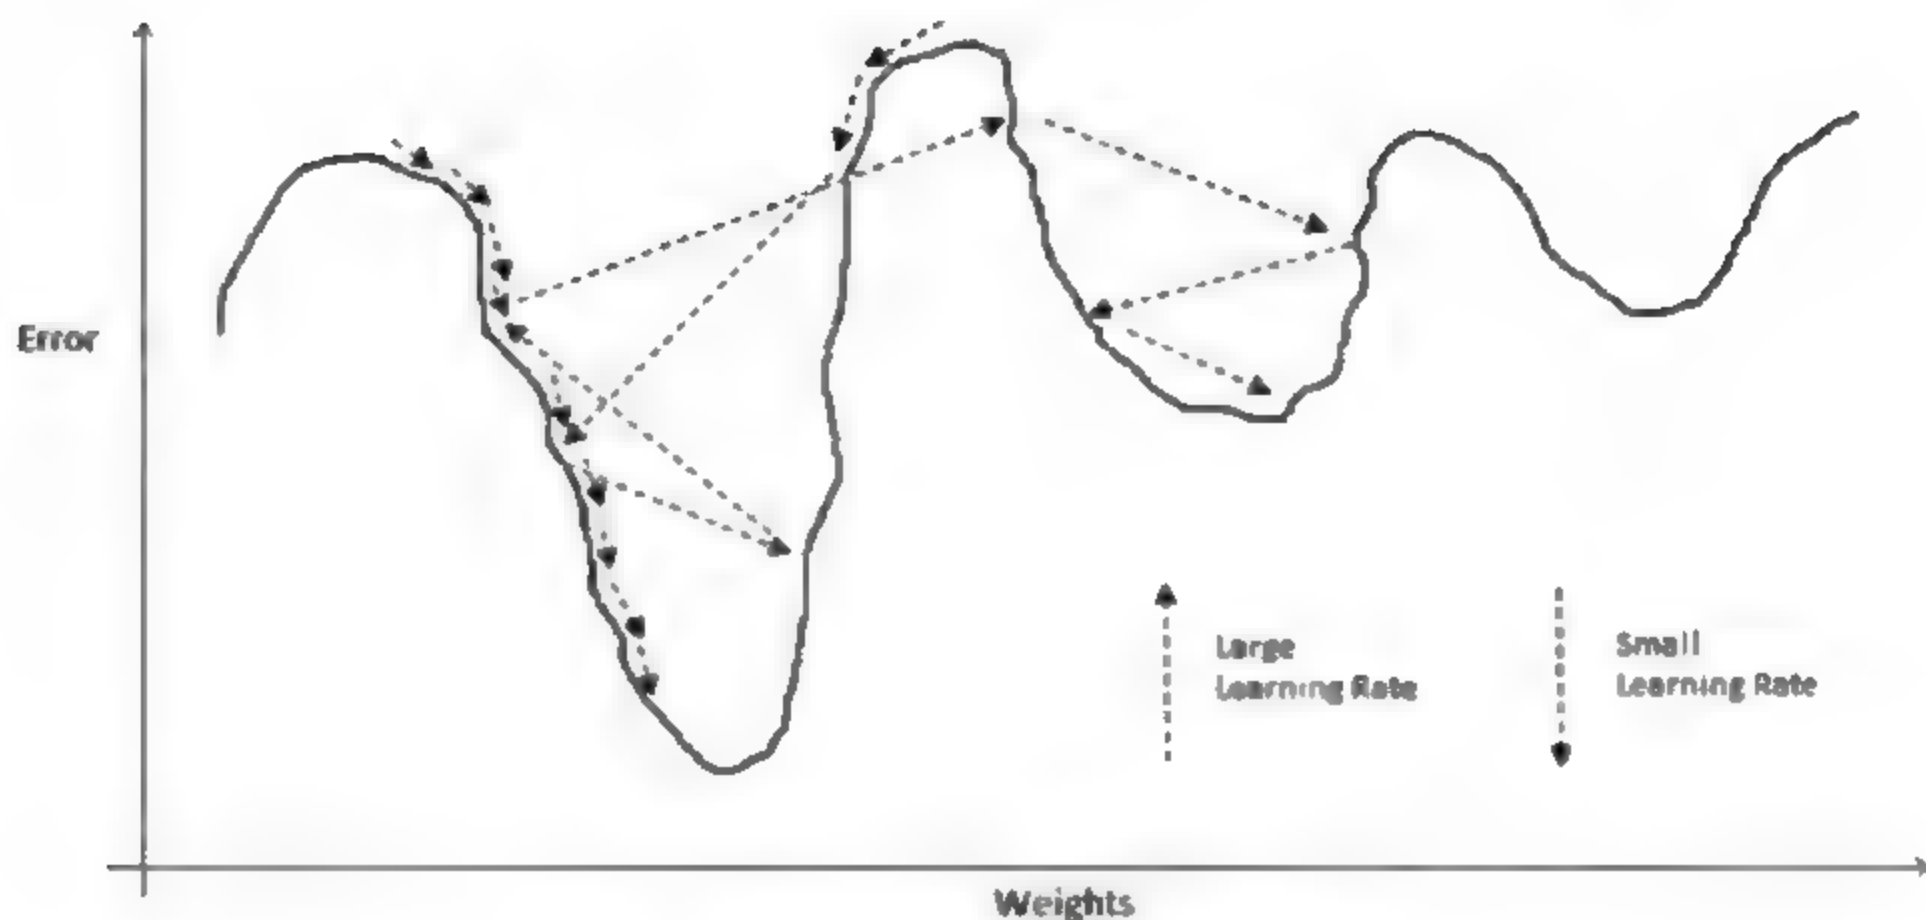 Error
Large
Learning Rate
Small
Learning Rate
Weights